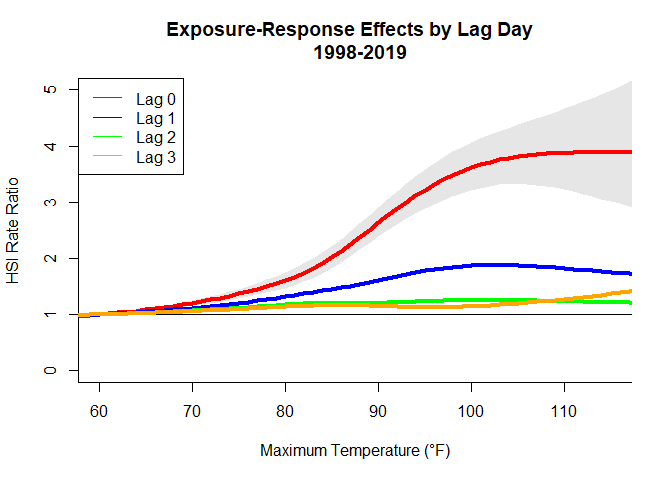 Exposure-Response Effects by Lag Day
1998-2019
Lag 0
Lag 1
Lag 2
Lag 3
HSI Rate Ratio
5
4
3
2
1
0
60 70 80 90 100 110
Maximum Temperature (°F)